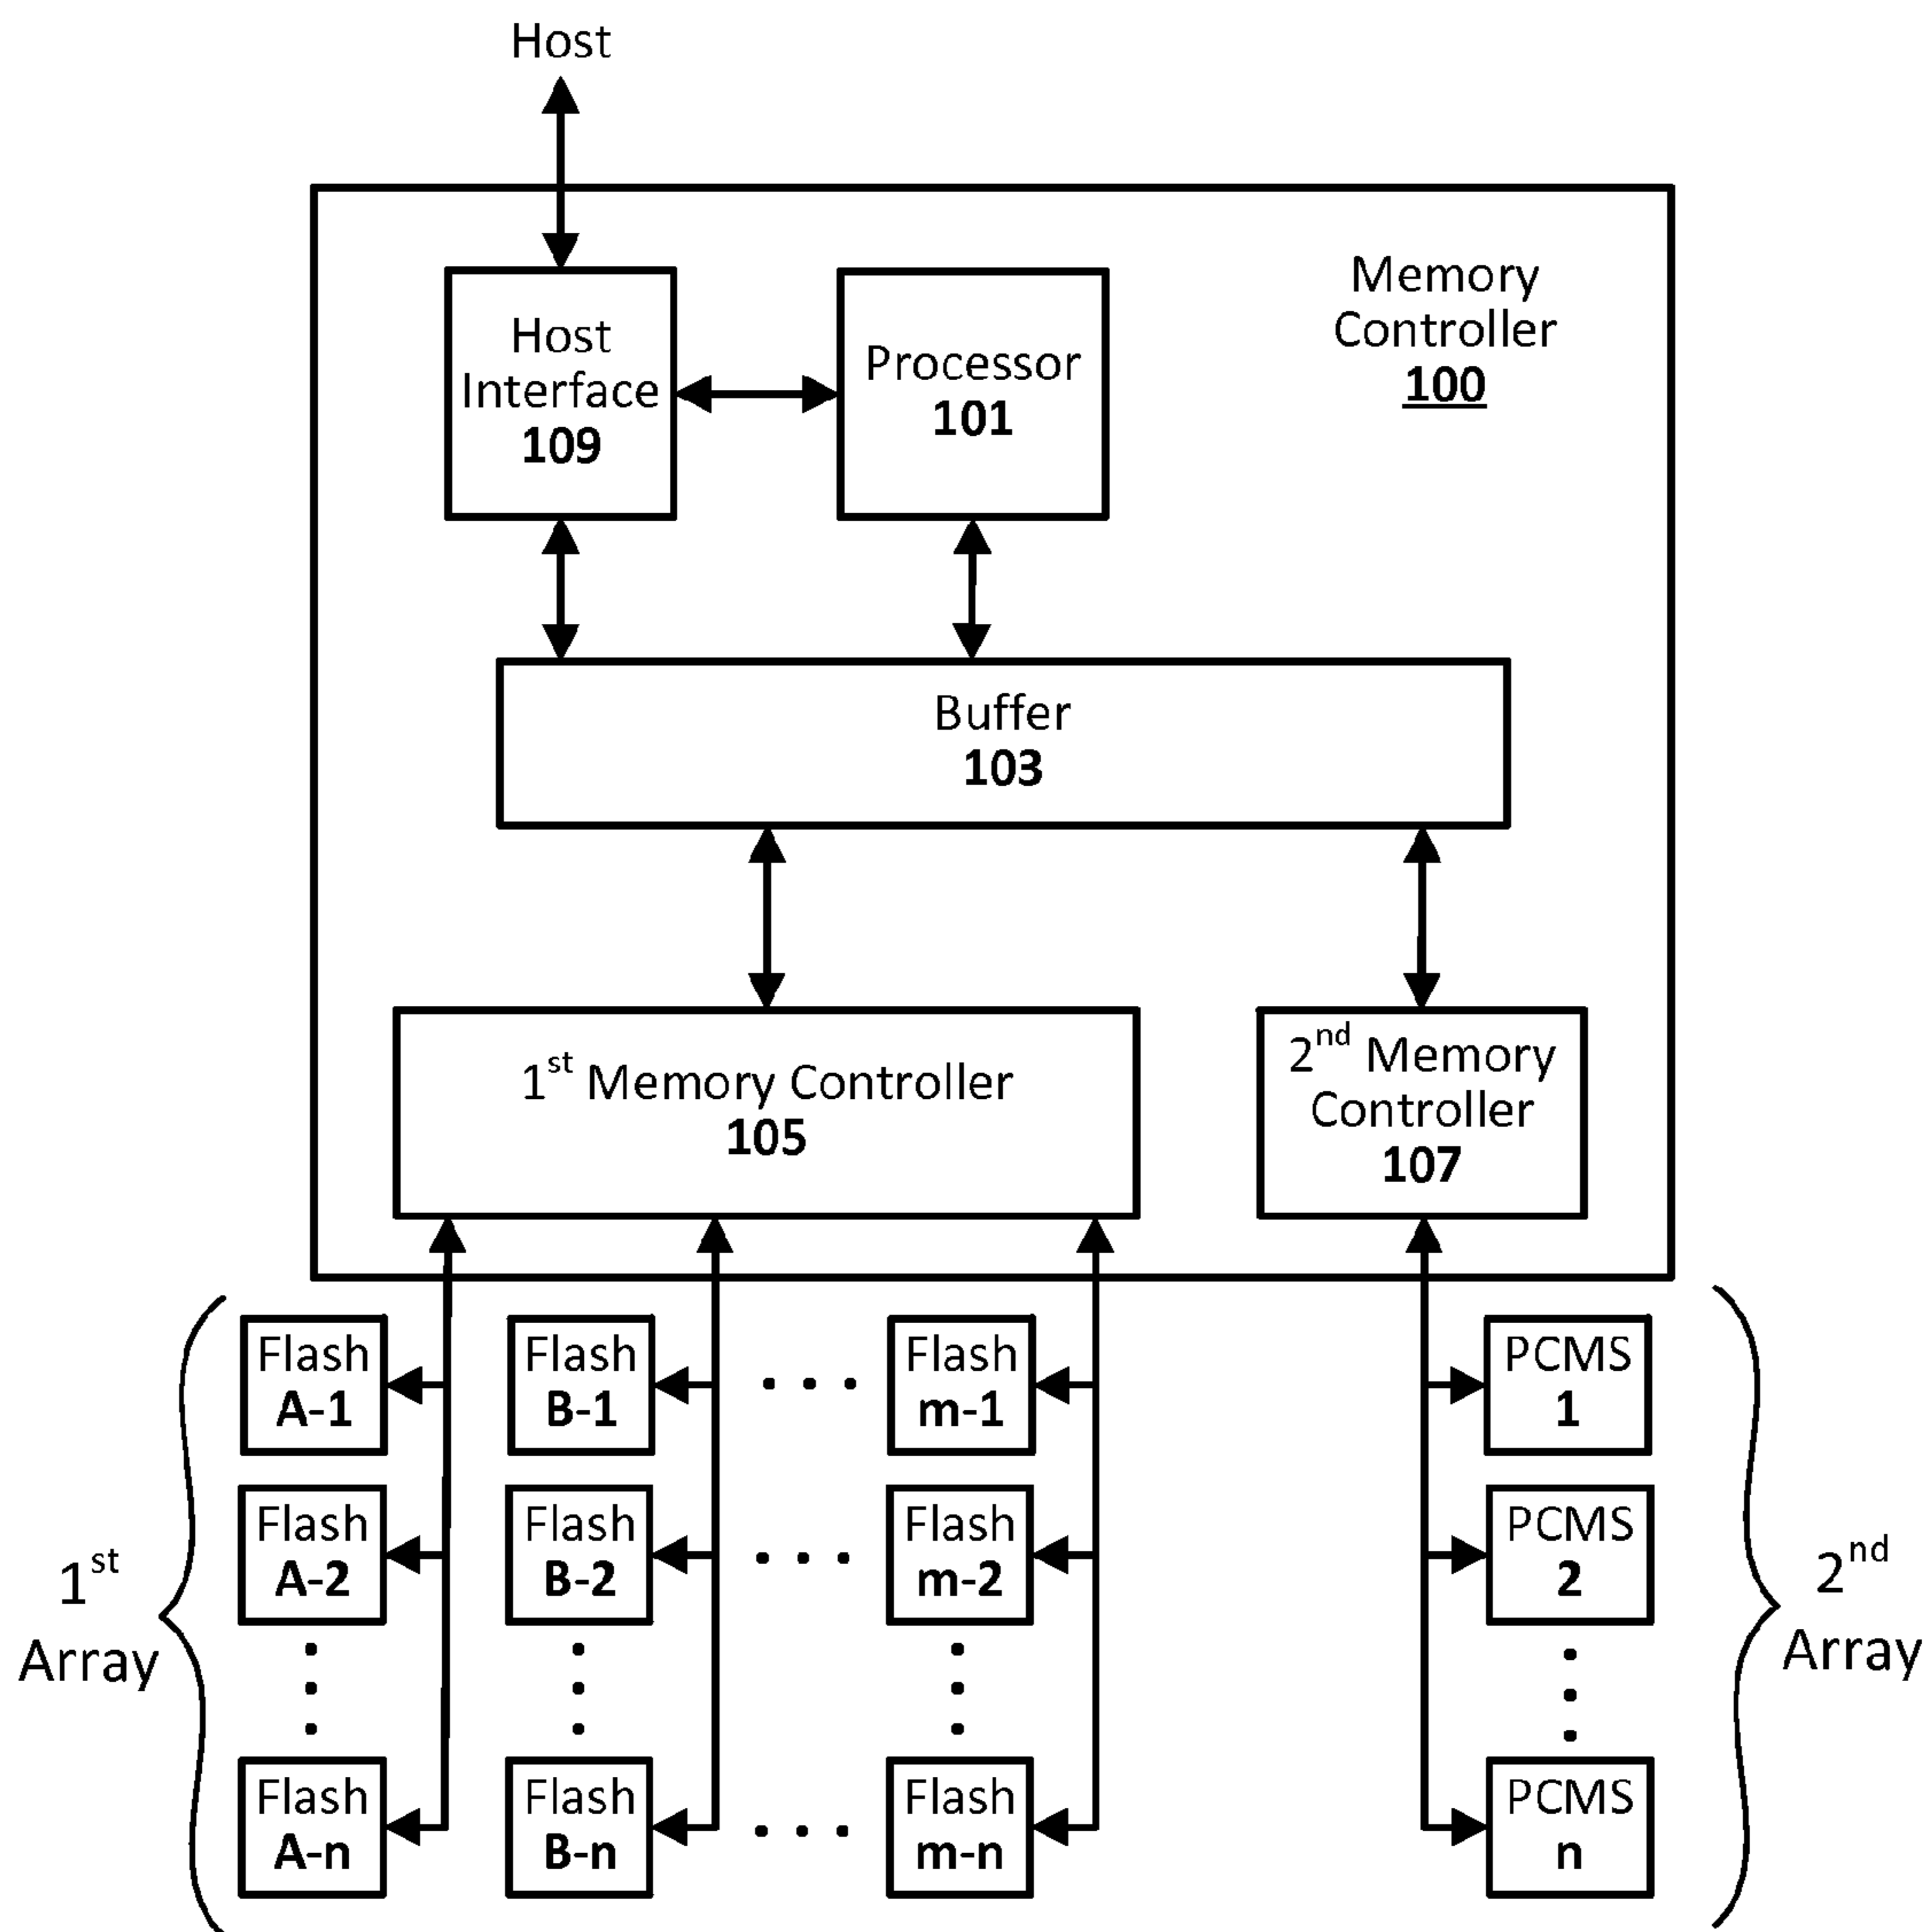 Host
Host
Interface
109
Processor
101
Memory
Controller
100
Buffer
103
1st Memory Controller
105
2nd Memory
Controller
107
1st
Array
Flash
A-1
Flash
B-1
. . .
Flash
m-1
PCMS
1
Flash
A-2
Flash
B-2
. . .
Flash
m-2
PCMS
2
Flash
A-n
Flash
B-n
. . .
Flash
m-n
PCMS
n
2nd
Array